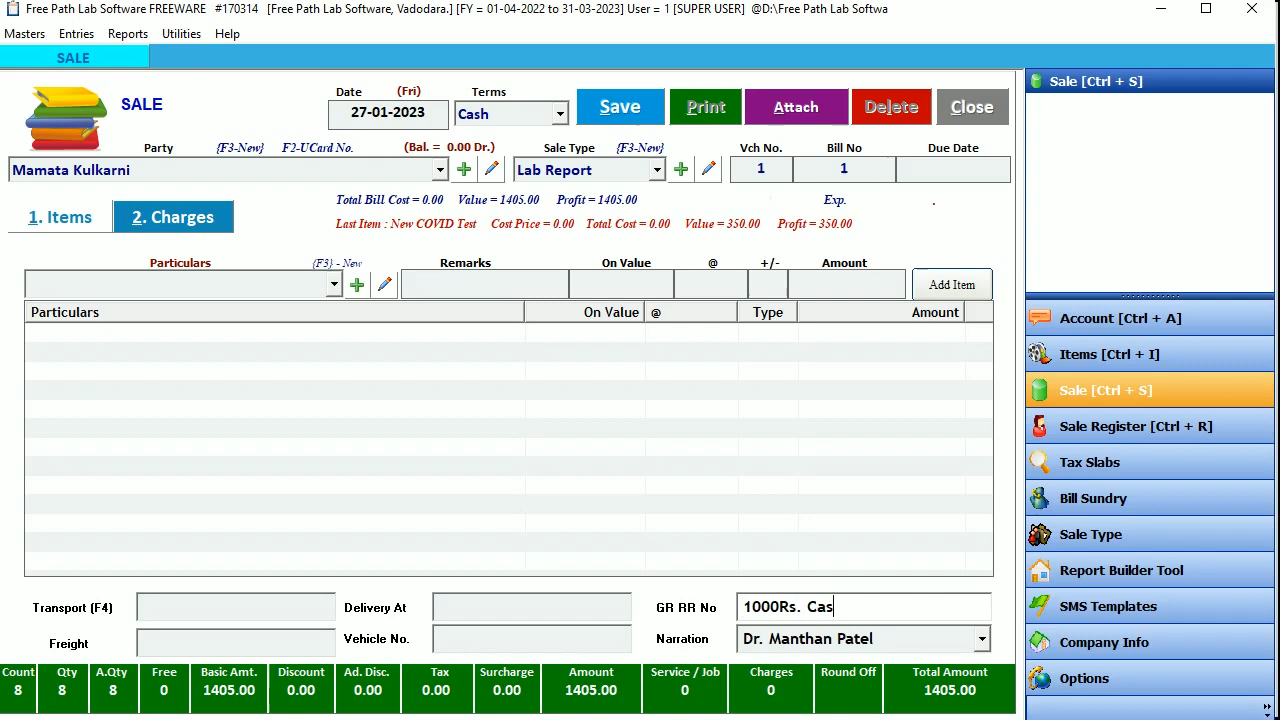 Free Path Lab Software FREEWARE #170314 [Free Path Lab Software, Vadodara.] [FY = 01-04-2022 to 31-03-2023] User = 1 [SUPER USER] @D:\Free Path Lab Softwa
Masters Entries Reports Utilities Help
SALE
SALE
Date (Fri) Terms
27-01-2023 Cash Save Print Attach Delete Close
Party {F3-New} F2-UCard No. (Bal. = 0.00 Dr.) Sale Type {F3-New} Vch No. Bill No Due Date
Mamata Kulkarni Lab Report 1 1
Total Bill Cost = 0.00 Value = 1405.00 Profit = 1405.00 Exp.
1. Items 2. Charges
Last Item : New COVID Test Cost Price = 0.00 Total Cost = 0.00 Value = 350.00 Profit = 350.00
Particulars {F3} - New Remarks On Value @ +/- Amount
Add Item
Particulars On Value @ Type Amount
Transport (F4) Delivery At GR RR No 1000Rs. Cas
Freight Vehicle No. Narration Dr. Manthan Patel
Count Qty A.Qty Free Basic Amt. Discount Ad. Disc. Tax Surcharge Amount Service / Job Charges Round Off Total Amount
8 8 8 0 1405.00 0.00 0.00 0.00 0.00 1405.00 0 0 1405.00
Sale [Ctrl + S]
Account [Ctrl + A]
Items [Ctrl + I]
Sale [Ctrl + S]
Sale Register [Ctrl + R]
Tax Slabs
Bill Sundry
Sale Type
Report Builder Tool
SMS Templates
Company Info
Options